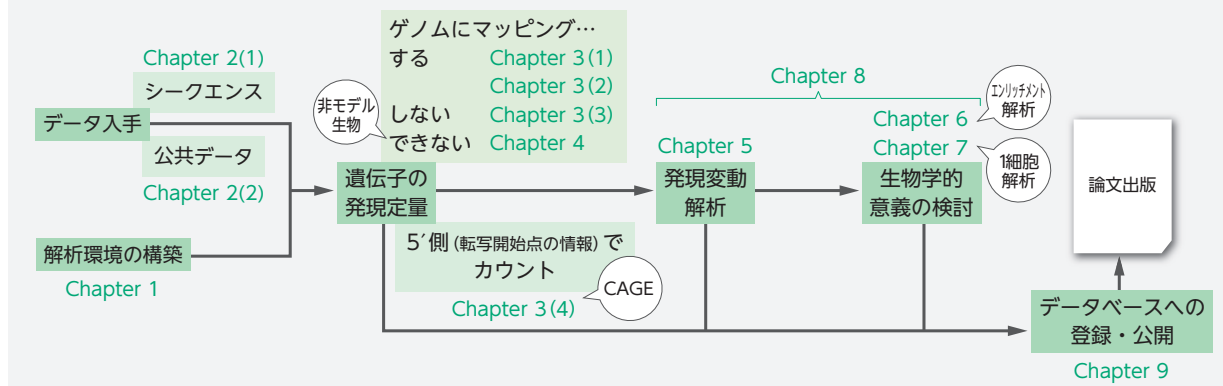 Chapter 2(1)
シークエンス
データ入手
公共データ
Chapter 2(2)
解析環境の構築
Chapter 1
ゲノムにマッピング…
する Chapter 3(1)
Chapter 3(2)
しない Chapter 3(3)
できない Chapter 4
非モデル
生物
遺伝子の
発現定量
5′側(転写開始点の情報)で
カウント
CAGE
Chapter 3(4)
Chapter 8
Chapter 5
発現変動
解析
Chapter 6
エンリッチメント
解析
Chapter 7
1細胞
解析
生物学的
意義の検討
論文出版
データベースへの
登録・公開
Chapter 9